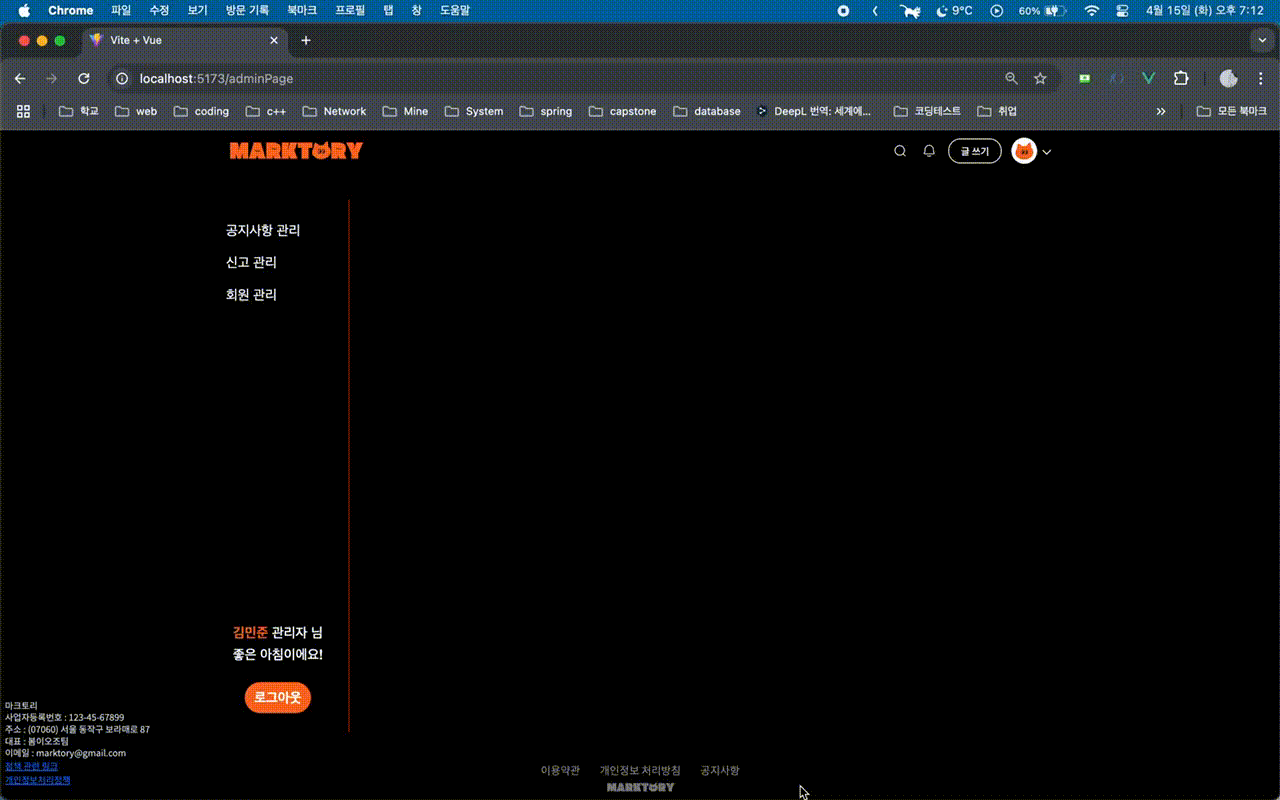 Chrome 파일 수정 보기 방문 기록 북마크 프로필 탭 창 도움말 9°C 60% 4월 15일 (화) 오후 7:12
Vite + Vue
localhost:5173/adminPage
학교 web coding c++ Network Mine System spring capstone database DeepL 번역: 세계에... 코딩테스트 취업 모든 북마크
MARKTORY 글 쓰기
공지사항 관리
신고 관리
회원 관리
김민준 관리자 님
좋은 아침이에요!
로그아웃
마크토리
사업자등록번호 : 123-45-67899
주소 : (07060) 서울 동작구 보라매로 87
대표 : 봄이오조팀
이메일 : marktory@gmail.com
정책 관련 링크
개인정보처리정책
이용약관 개인정보 처리방침 공지사항
MARKTORY